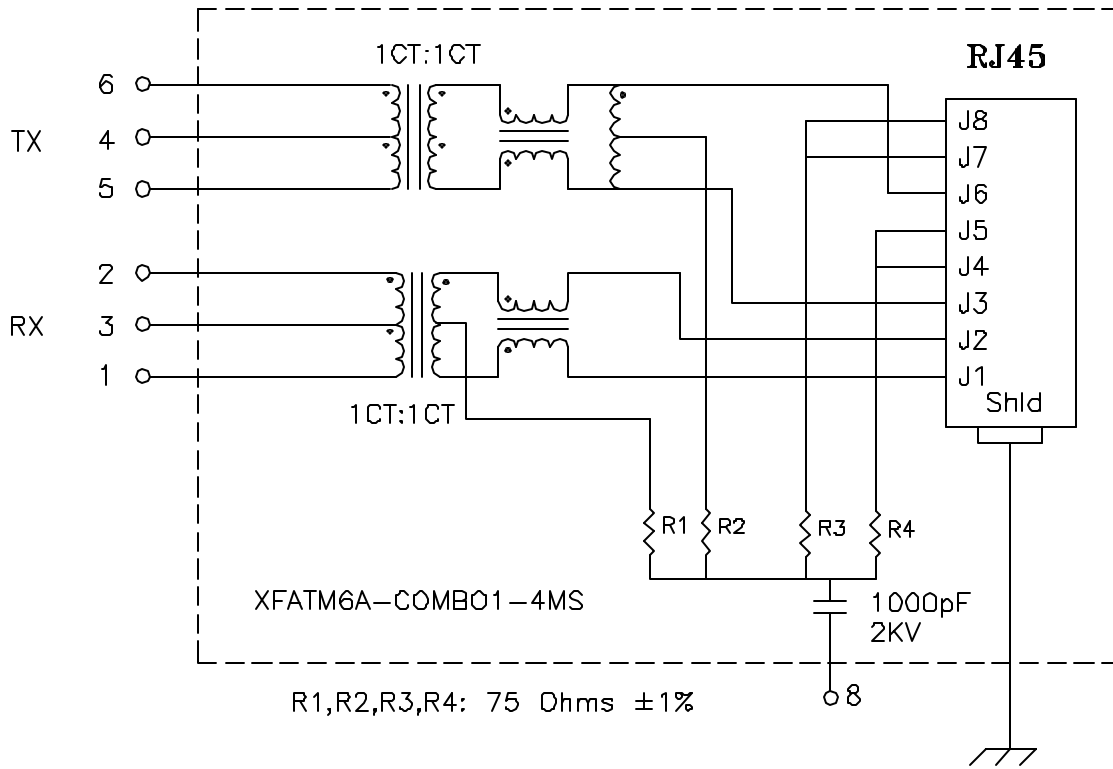 1CT:1CT
RJ45
TX
6
4
5
RX
2
3
1
1CT:1CT
J8
J7
J6
J5
J4
J3
J2
J1
Shld
R1
R2
R3
R4
XFATM6A-COMBO1-4MS
1000pF
2KV
8
R1,R2,R3,R4: 75 Ohms ±1%